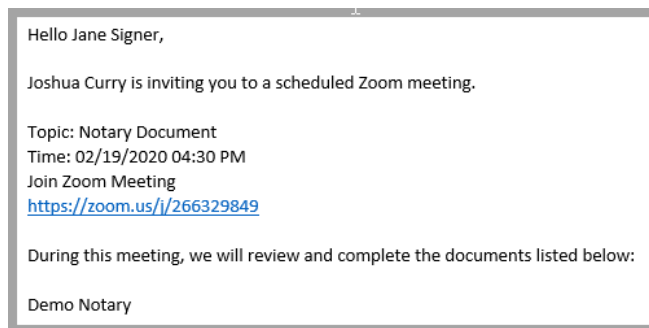 Hello Jane Signer,
Joshua Curry is inviting you to a scheduled Zoom meeting.
Topic: Notary Document
Time: 02/19/2020 04:30 PM
Join Zoom Meeting
https://zoom.us/j/266329849
During this meeting, we will review and complete the documents listed below:
Demo Notary